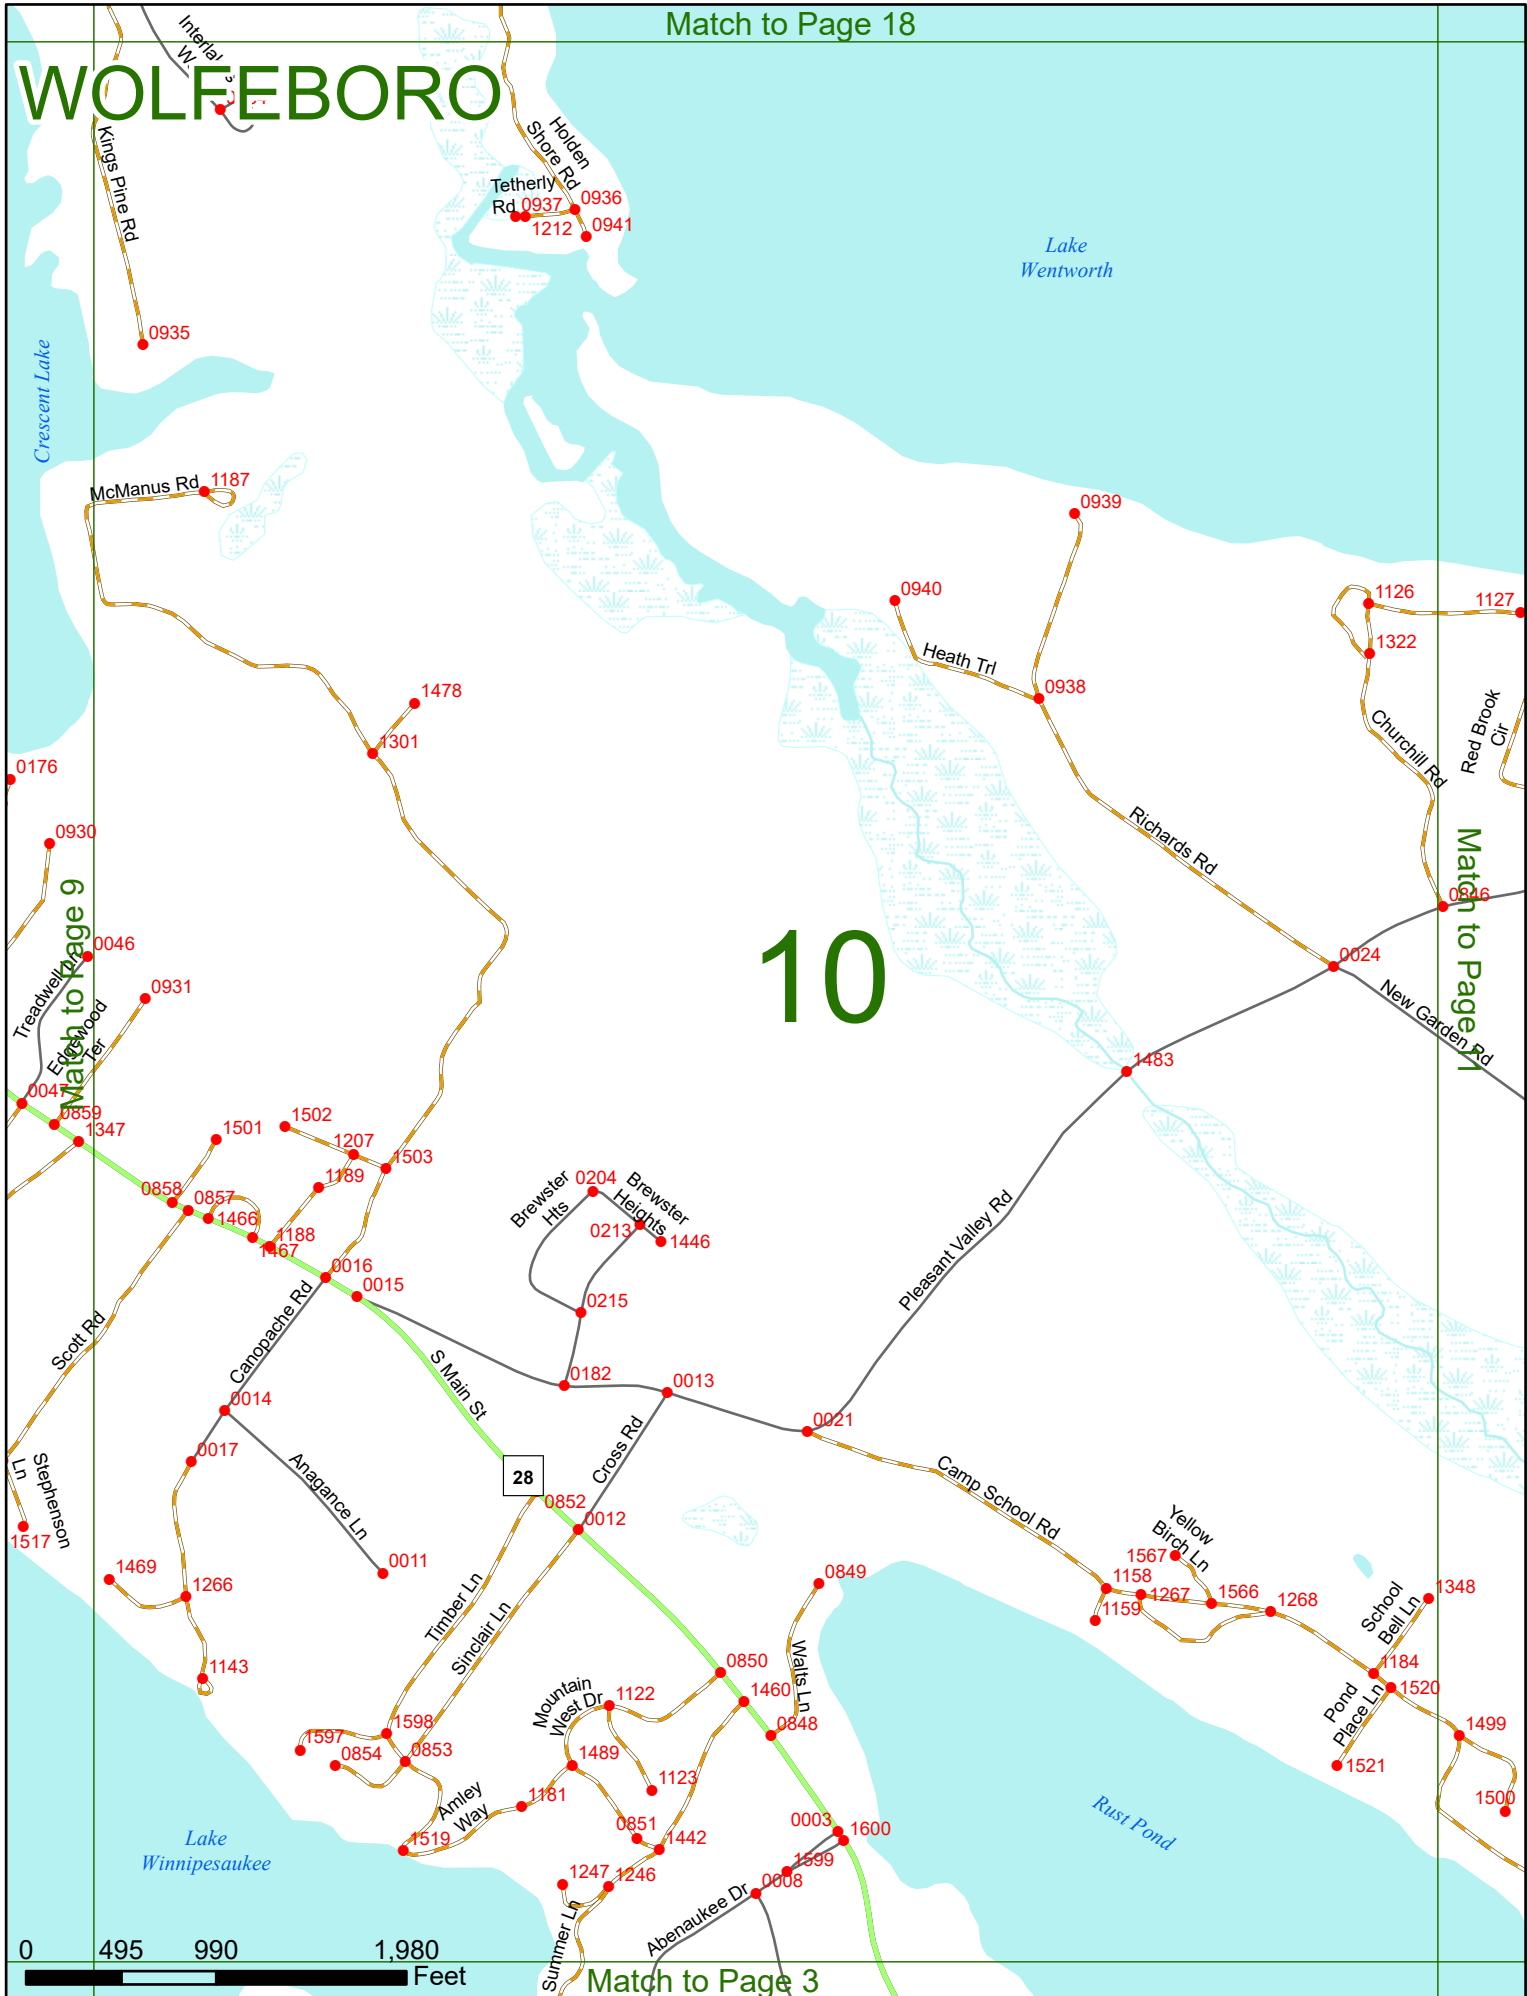 Match to Page 18
WOLFEBORO
Kings Pine Rd
Holden
Shore Rd
Tetherly
Rd
0937
0936
1212
0941
Lake
Wentworth
0935
Crescent Lake
McManus Rd
1187
0939
0940
1126
1127
1322
Heath Trl
0938
1478
1301
Churchill Rd
Red Brook
Cir
0176
0930
Richards Rd
Match to Page 9
Match to Page 11
0846
0046
10
0024
Treadwell Ln
0931
Edgewood
Ter
New Garden Rd
1483
0047
0859
1347
1501
1502
1207
1503
1189
0858
0857
1466
1188
1467
Brewster
Hts
0204
Brewster
Heights
0213
1446
Pleasant Valley Rd
0016
0015
0215
Scott Rd
Canopache Rd
S Main St
0182
0013
0014
0021
Cross Rd
0017
Anagance Ln
Stephenson
Ln
28
Camp School Rd
0852
0012
1517
Yellow
Birch Ln
1567
1469
0011
0849
1158
1267
1566
1268
1348
1266
1159
School
Bell Ln
Timber Ln
Sinclair Ln
1143
Walts Ln
0850
1184
Mountain
West Dr
1122
1460
1520
Pond
Place Ln
1597
1598
0848
1499
0854
0853
1489
1521
1123
1181
Amley
Way
1500
Rust Pond
0851
0003
1600
Lake
Winnipesaukee
1519
1442
1599
1247
1246
0008
Abenaukee Dr
Summer Ln
0 495 990 1,980
Feet
Match to Page 3